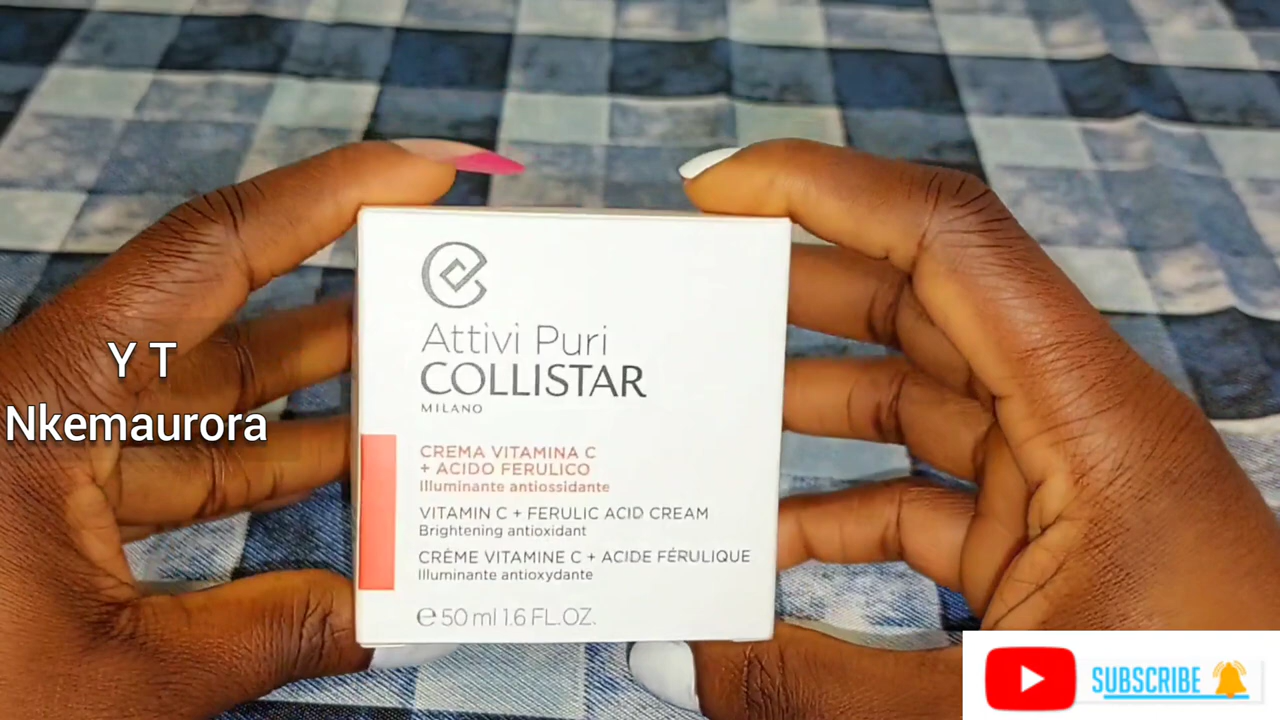 Attivi Puri
COLLISTAR
MILANO
CREMA VITAMINA C
+ ACIDO FERULICO
Illuminante antiossidante
VITAMIN C + FERULIC ACID CREAM
Brightening antioxidant
CRÈME VITAMINE C + ACIDE FÉRULIQUE
Illuminante antioxydante
℮ 50 ml 1.6 FL.OZ.
Y T
Nkemaurora
SUBSCRIBE